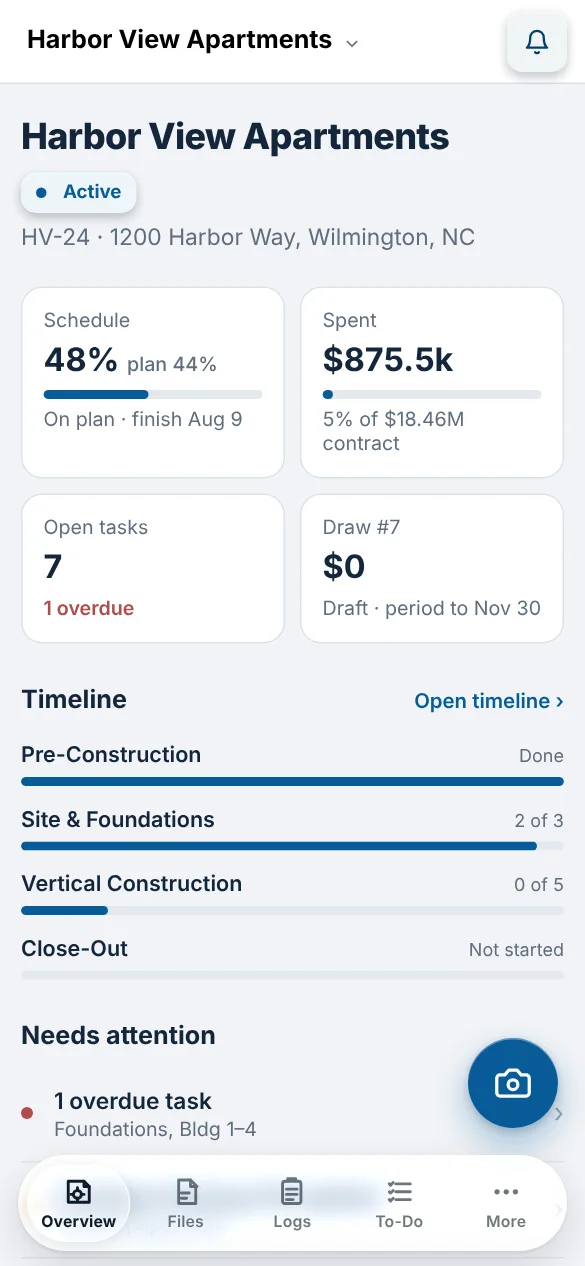 Harbor View Apartments
Harbor View Apartments
Active
HV-24 · 1200 Harbor Way, Wilmington, NC
Schedule
48% plan 44%
On plan · finish Aug 9
Spent
$875.5k
5% of $18.46M
contract
Open tasks
7
1 overdue
Draw #7
$0
Draft · period to Nov 30
Timeline
Open timeline ›
Pre-Construction
Done
Site & Foundations
2 of 3
Vertical Construction
0 of 5
Close-Out
Not started
Needs attention
1 overdue task
Foundations, Bldg 1–4
Overview
Files
Logs
To-Do
More